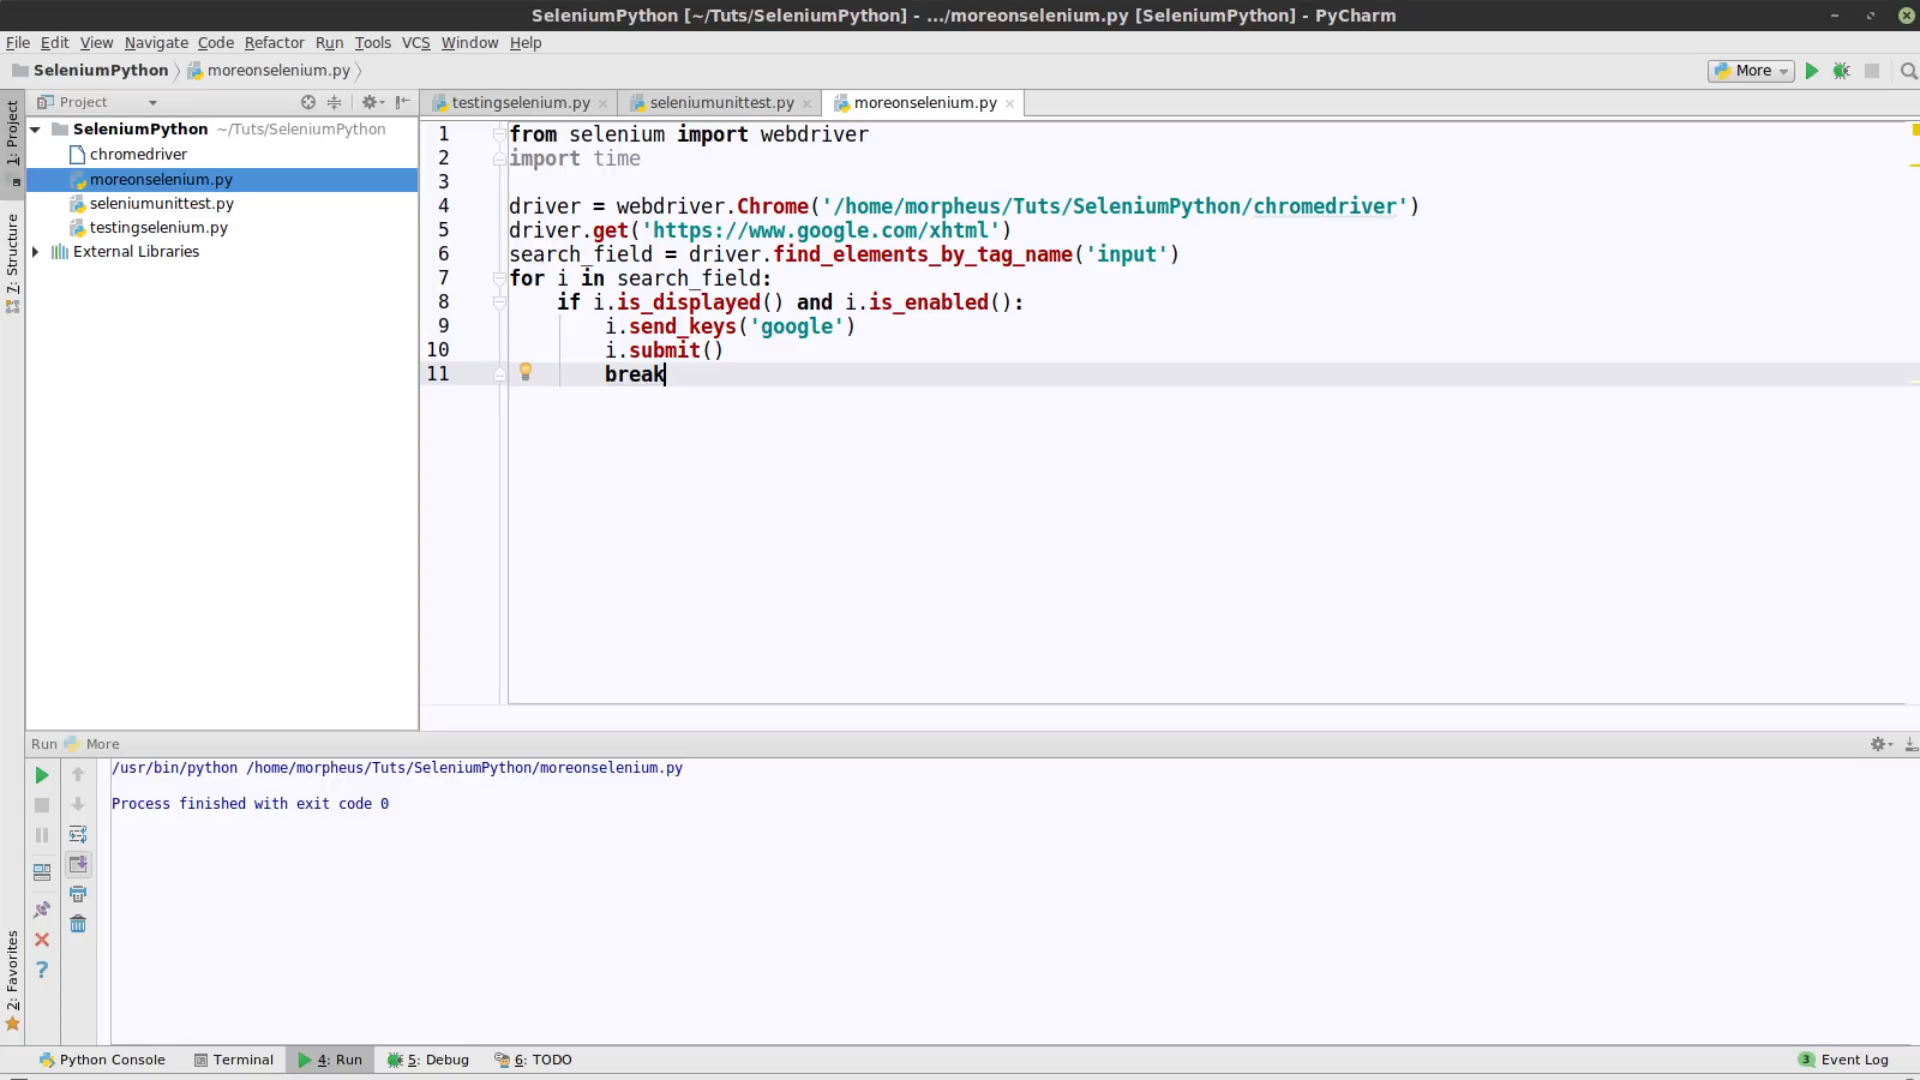 SeleniumPython [~/Tuts/SeleniumPython] - .../moreonselenium.py [SeleniumPython] - PyCharm
File Edit View Navigate Code Refactor Run Tools VCS Window Help
SeleniumPython moreonselenium.py More
1: Project
7: Structure
2: Favorites
Project
SeleniumPython ~/Tuts/SeleniumPython
chromedriver
moreonselenium.py
seleniumunittest.py
testingselenium.py
External Libraries
testingselenium.py seleniumunittest.py moreonselenium.py
1 from selenium import webdriver
2 import time
3
4 driver = webdriver.Chrome('/home/morpheus/Tuts/SeleniumPython/chromedriver')
5 driver.get('https://www.google.com/xhtml')
6 search_field = driver.find_elements_by_tag_name('input')
7 for i in search_field:
8 if i.is_displayed() and i.is_enabled():
9 i.send_keys('google')
10 i.submit()
11 break
Run More
/usr/bin/python /home/morpheus/Tuts/SeleniumPython/moreonselenium.py
Process finished with exit code 0
Python Console Terminal 4: Run 5: Debug 6: TODO 3 Event Log